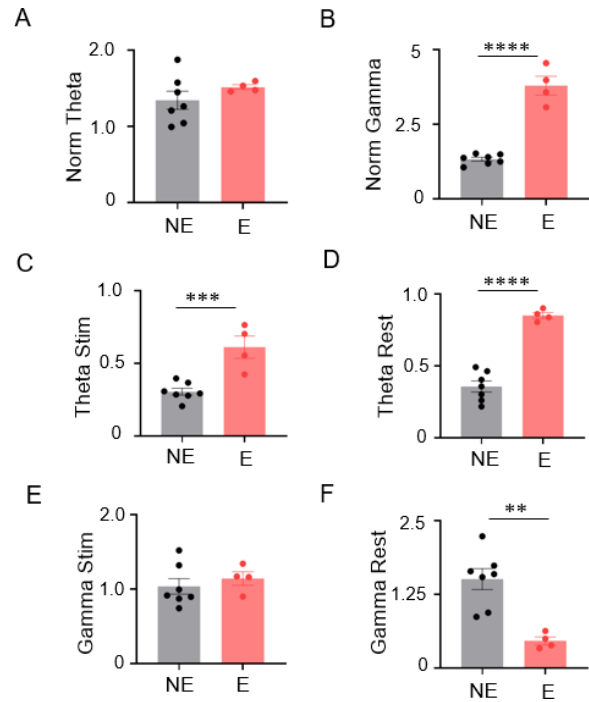 A
Norm Theta
2.0
1.0
0
NE
E
B
Norm Gamma
5
2.5
0
****
NE
E
C
Theta Stim
1.0
0.5
0
***
NE
E
D
Theta Rest
1.0
0.5
0
****
NE
E
E
Gamma Stim
2.0
1.0
0
NE
E
F
Gamma Rest
2.5
1.25
0
**
NE
E